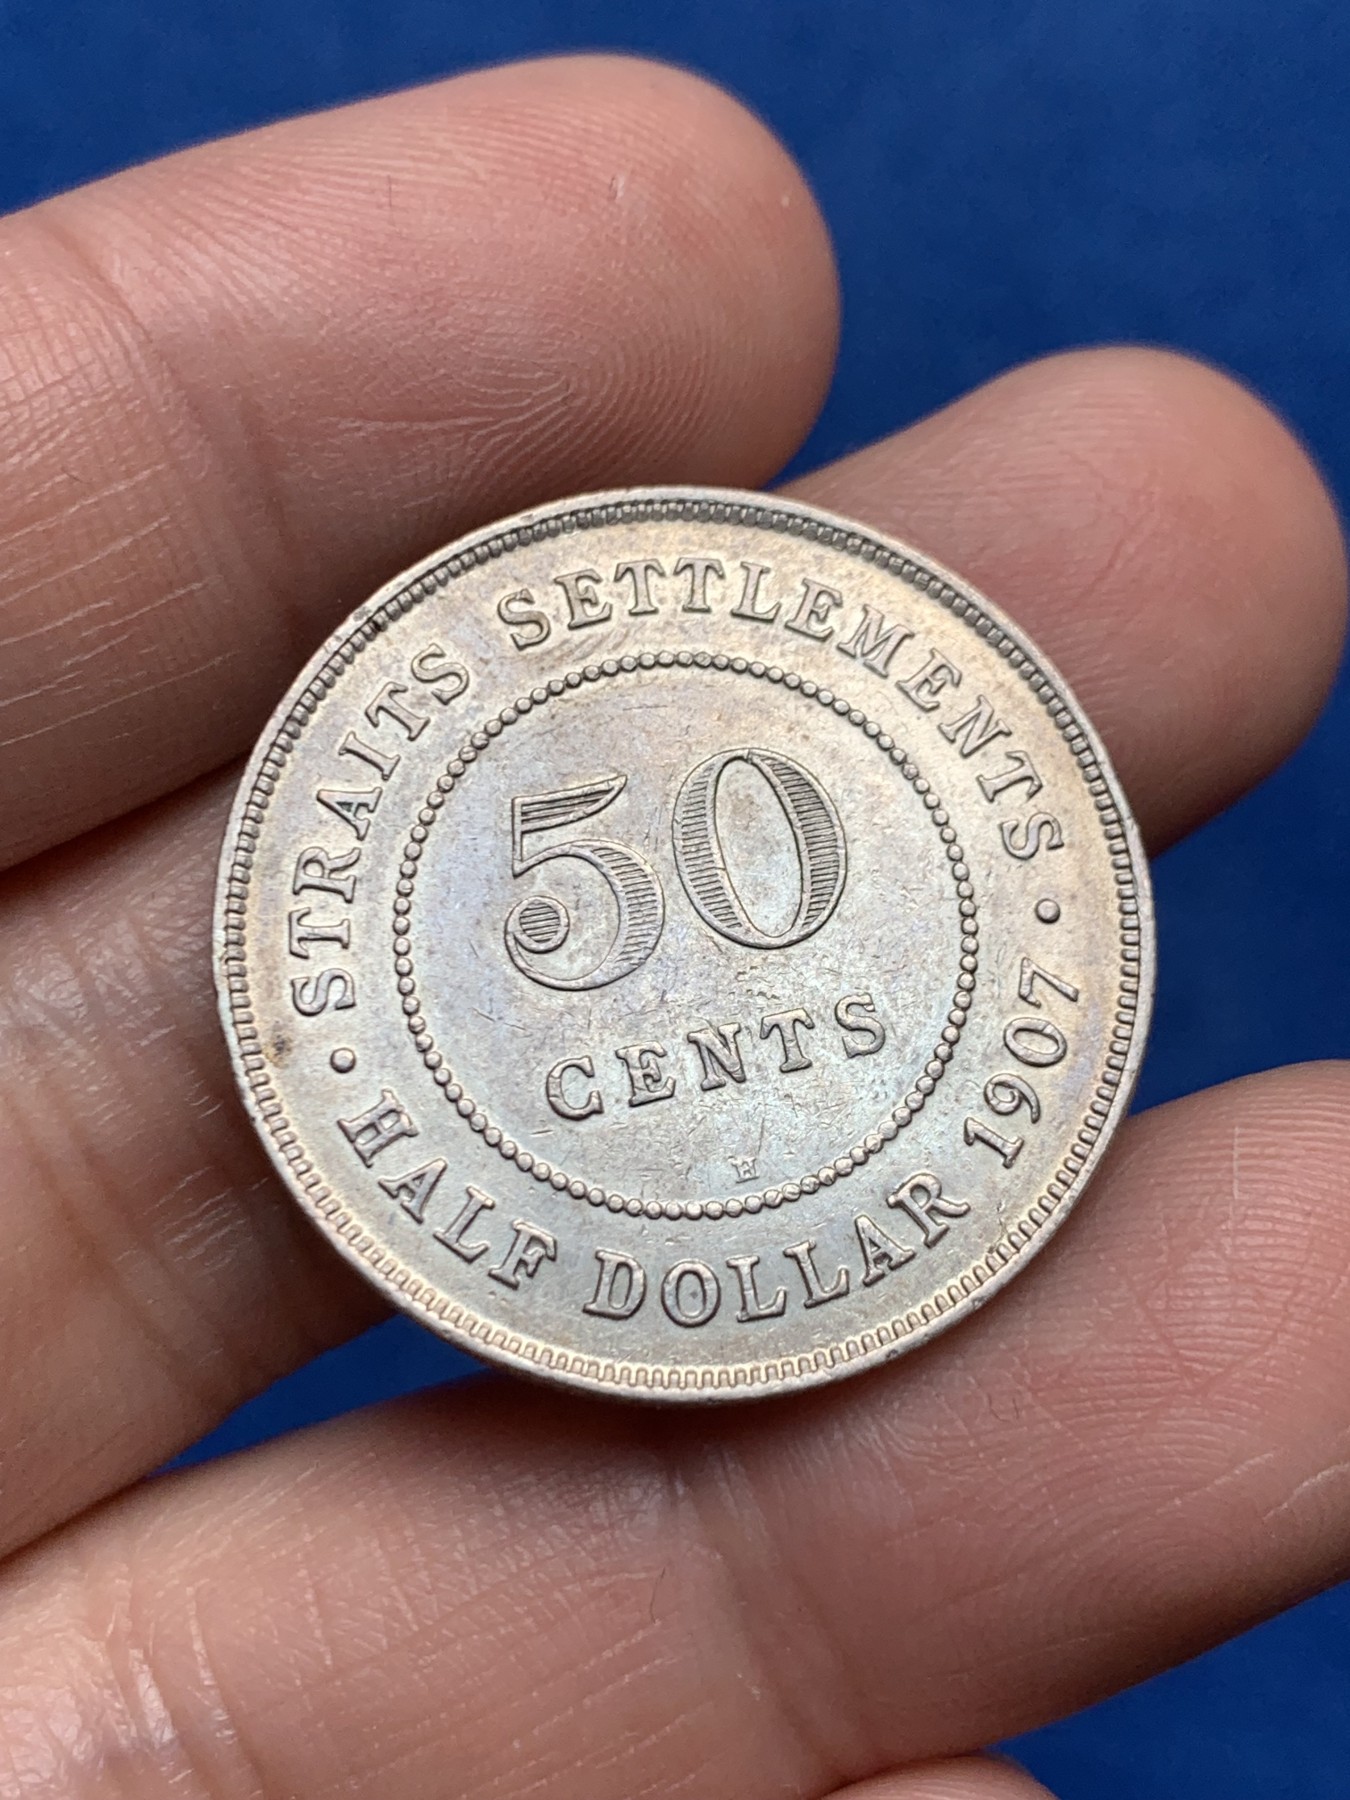 · STRAITS SETTLEMENTS ·
50
CENTS
H
HALF DOLLAR 1907